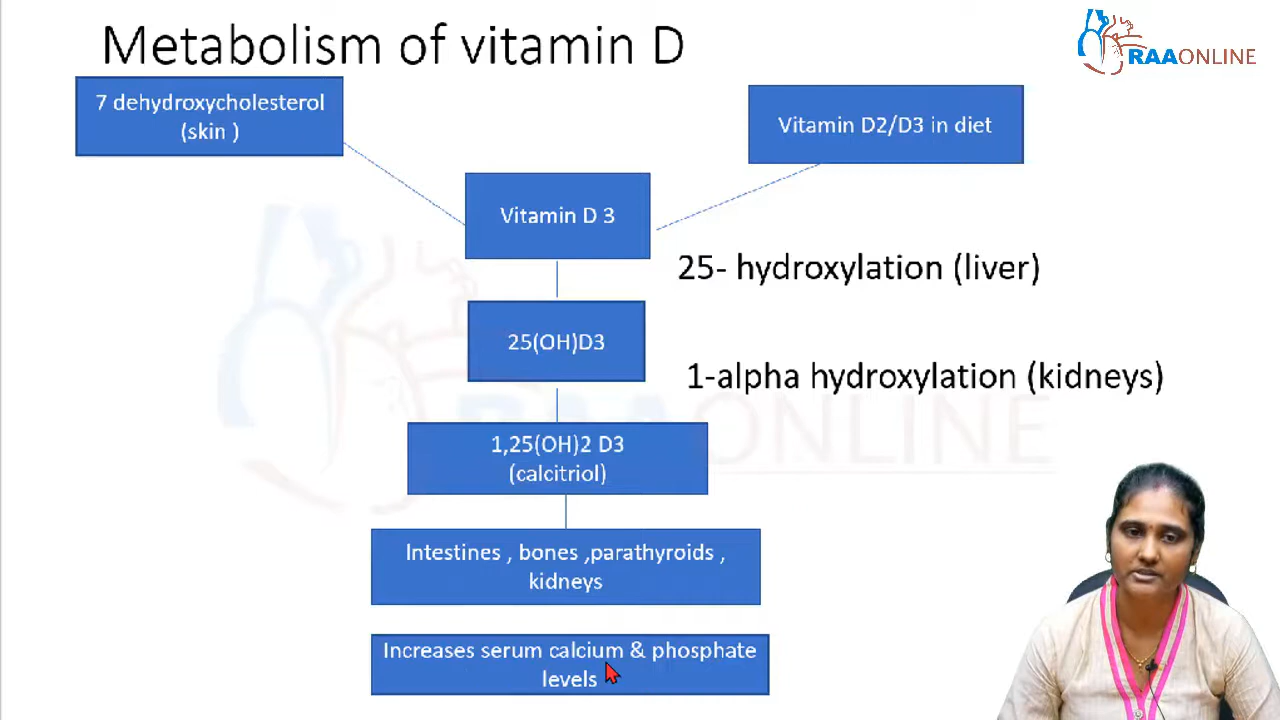 Metabolism of vitamin D
RAAONLINE
7 dehydroxycholesterol
(skin )
Vitamin D2/D3 in diet
Vitamin D 3
25- hydroxylation (liver)
25(OH)D3
1-alpha hydroxylation (kidneys)
RAAONLINE
1,25(OH)2 D3
(calcitriol)
Intestines , bones ,parathyroids ,
kidneys
Increases serum calcium & phosphate
levels